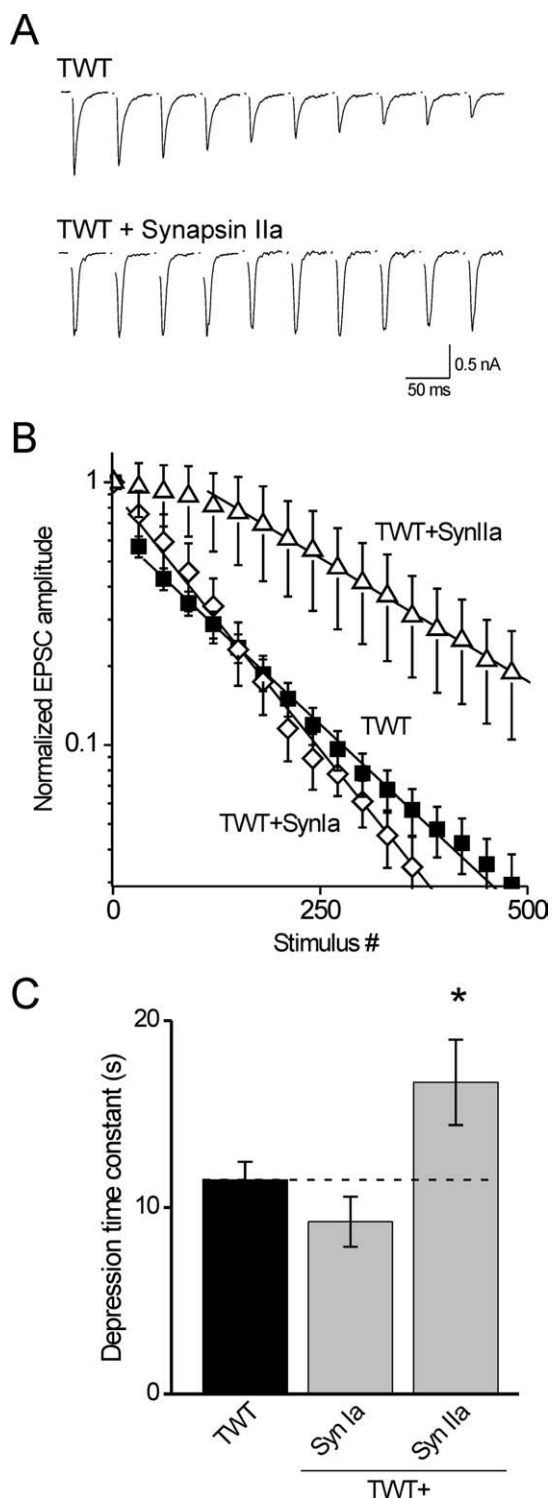 A
TWT
TWT + Synapsin IIa
0.5 nA
50 ms
B
Normalized EPSC amplitude
1
0.1
TWT+SynIIa
TWT
TWT+SynIa
0
250
500
Stimulus #
C
*
Depression time constant (s)
20
10
0
TWT
Syn Ia
Syn IIa
TWT+